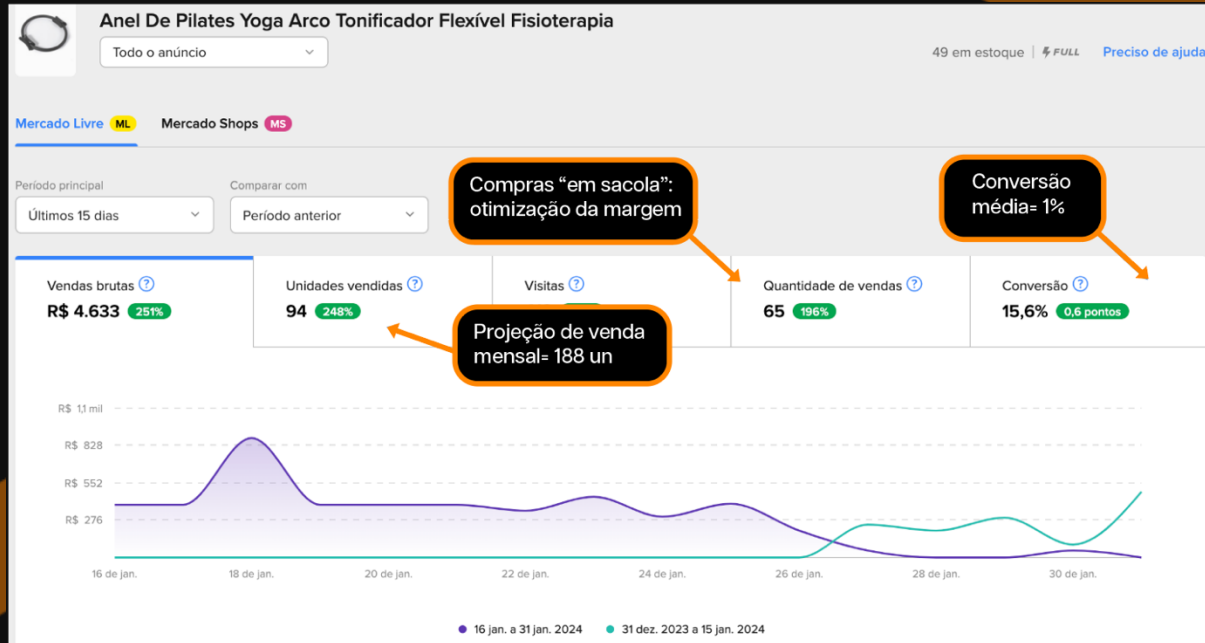 Anel De Pilates Yoga Arco Tonificador Flexível Fisioterapia
Todo o anúncio
49 em estoque | FULL Preciso de ajuda
Mercado Livre ML Mercado Shops MS
Compras “em sacola”:
otimização da margem
Conversão
média= 1%
Período principal
Comparar com
Últimos 15 dias
Período anterior
Vendas brutas ?
R$ 4.633 251%
Unidades vendidas ?
94 248%
Visitas ?
Quantidade de vendas ?
65 196%
Conversão ?
15,6% 0,6 pontos
Projeção de venda
mensal= 188 un
R$ 1,1 mil
R$ 828
R$ 552
R$ 276
16 de jan. 18 de jan. 20 de jan. 22 de jan. 24 de jan. 26 de jan. 28 de jan. 30 de jan.
16 jan. a 31 jan. 2024 31 dez. 2023 a 15 jan. 2024